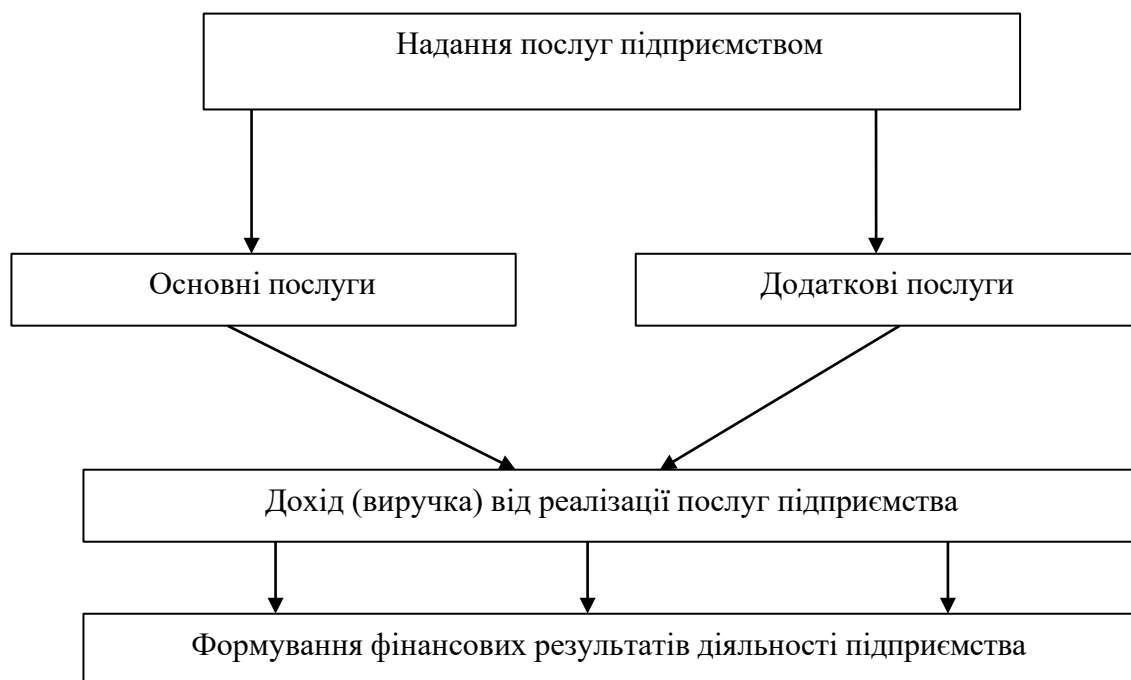 Надання послуг підприємством
Основні послуги
Додаткові послуги
Дохід (виручка) від реалізації послуг підприємства
Формування фінансових результатів діяльності підприємства